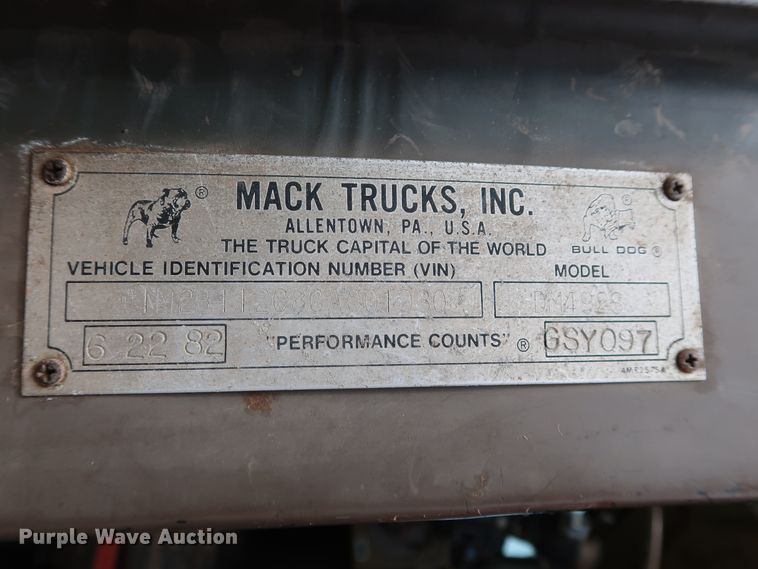 MACK TRUCKS, INC.
ALLENTOWN, PA., U.S.A.
THE TRUCK CAPITAL OF THE WORLD
BULL DOG ®
®
VEHICLE IDENTIFICATION NUMBER (VIN) MODEL
6 22 82 "PERFORMANCE COUNTS" ® GSY097
Purple Wave Auction